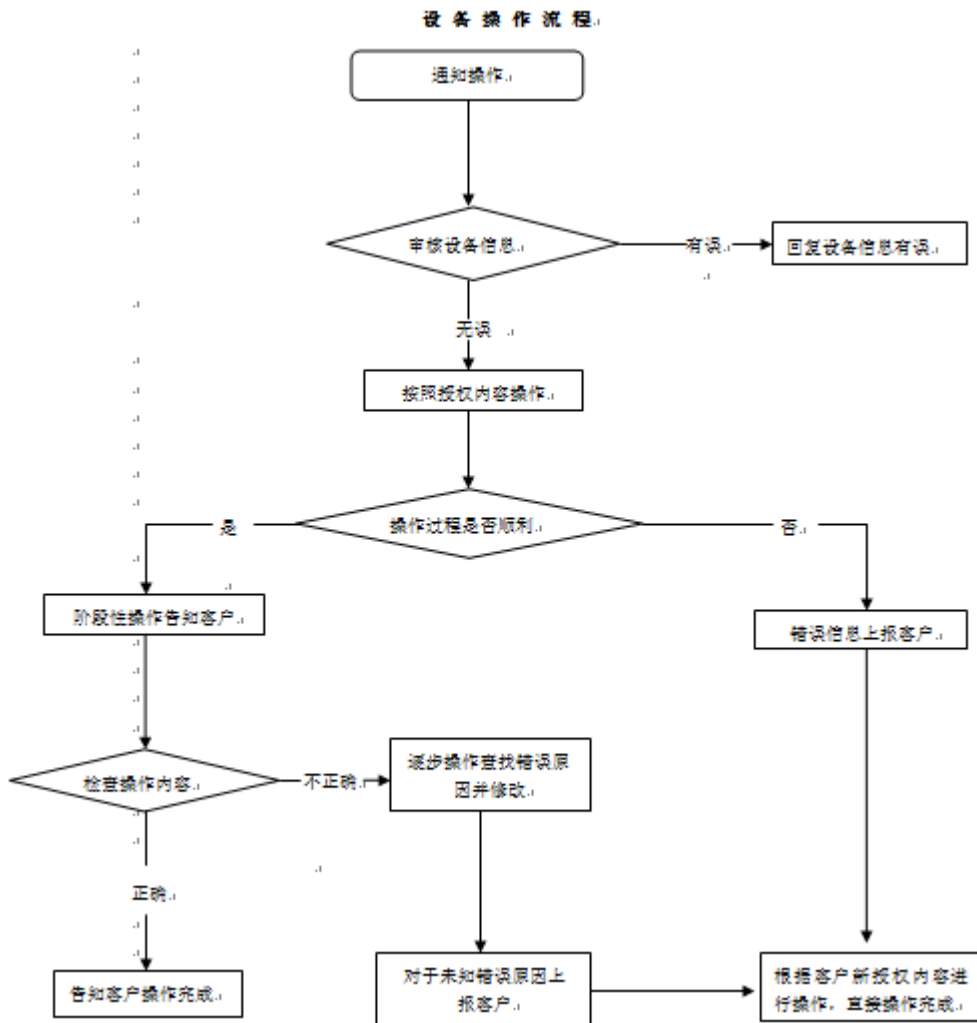 设备操作流程
通知操作
审核设备信息
有误
回复设备信息有误
无误
按照授权内容操作
操作过程是否顺利
是
否
阶段性操作告知客户
错误信息上报客户
检查操作内容
不正确
逐步操作查找错误原
因并修改
正确
告知客户操作完成
对于未知错误原因上
报客户
根据客户新授权内容进
行操作，直接操作完成